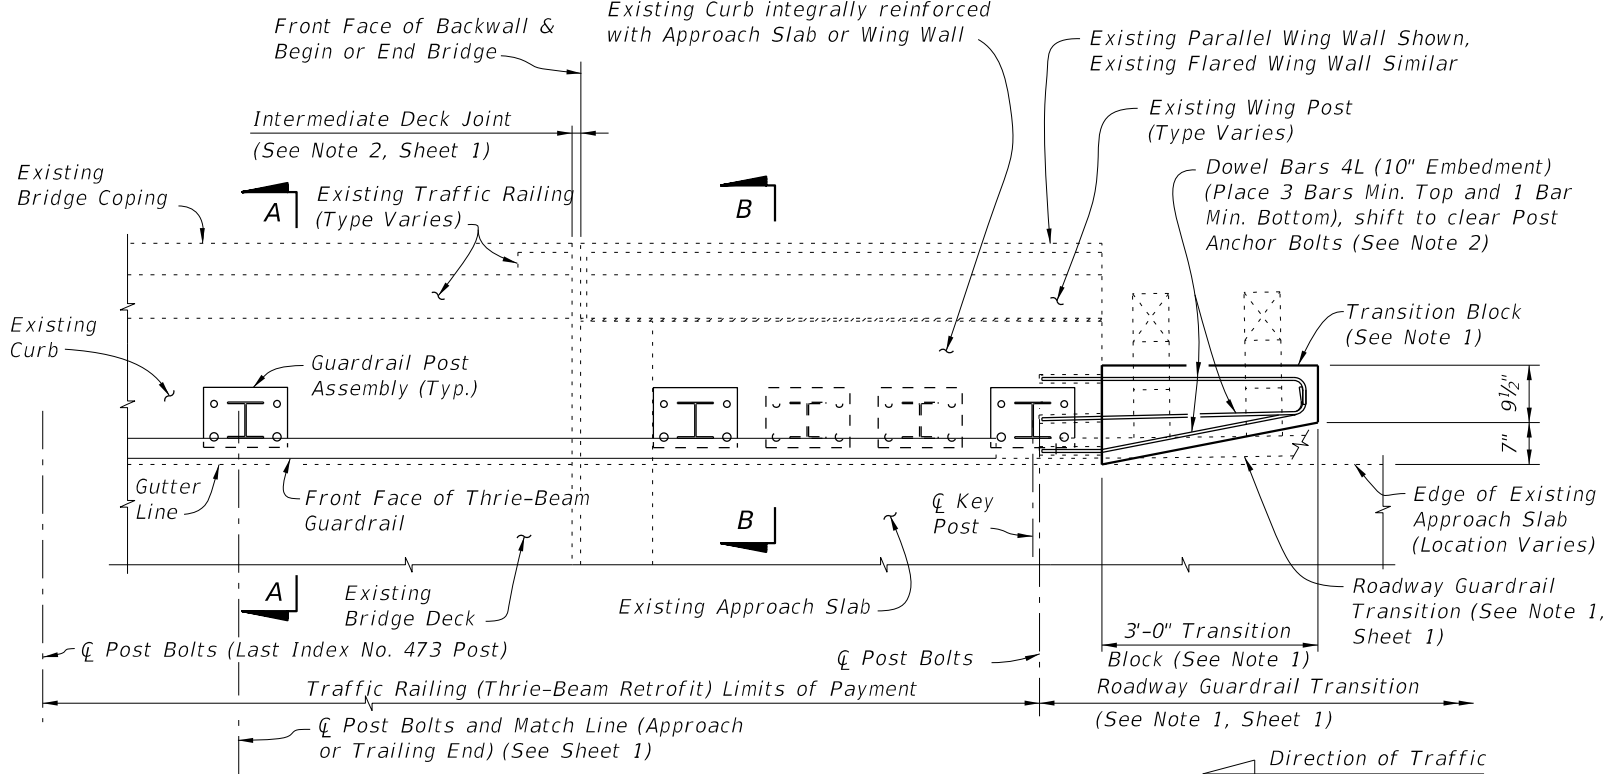 Existing Curb integrally reinforced
with Approach Slab or Wing Wall
Front Face of Backwall &
Begin or End Bridge
Existing Parallel Wing Wall Shown,
Existing Flared Wing Wall Similar
Existing Wing Post
(Type Varies)
Intermediate Deck Joint
(See Note 2, Sheet 1)
Existing
Bridge Coping
A
Existing Traffic Railing
(Type Varies)
B
Dowel Bars 4L (10" Embedment)
(Place 3 Bars Min. Top and 1 Bar
Min. Bottom), shift to clear Post
Anchor Bolts (See Note 2)
Existing
Curb
Transition Block
(See Note 1)
Guardrail Post
Assembly (Typ.)
9½"
7"
Gutter
Line
Front Face of Thrie-Beam
Guardrail
℄ Key
Post
B
Edge of Existing
Approach Slab
(Location Varies)
A
Existing
Bridge Deck
Existing Approach Slab
Roadway Guardrail
Transition (See Note 1,
Sheet 1)
3'-0" Transition
Block (See Note 1)
℄ Post Bolts (Last Index No. 473 Post)
℄ Post Bolts
Traffic Railing (Thrie-Beam Retrofit) Limits of Payment
Roadway Guardrail Transition
(See Note 1, Sheet 1)
℄ Post Bolts and Match Line (Approach
or Trailing End) (See Sheet 1)
Direction of Traffic